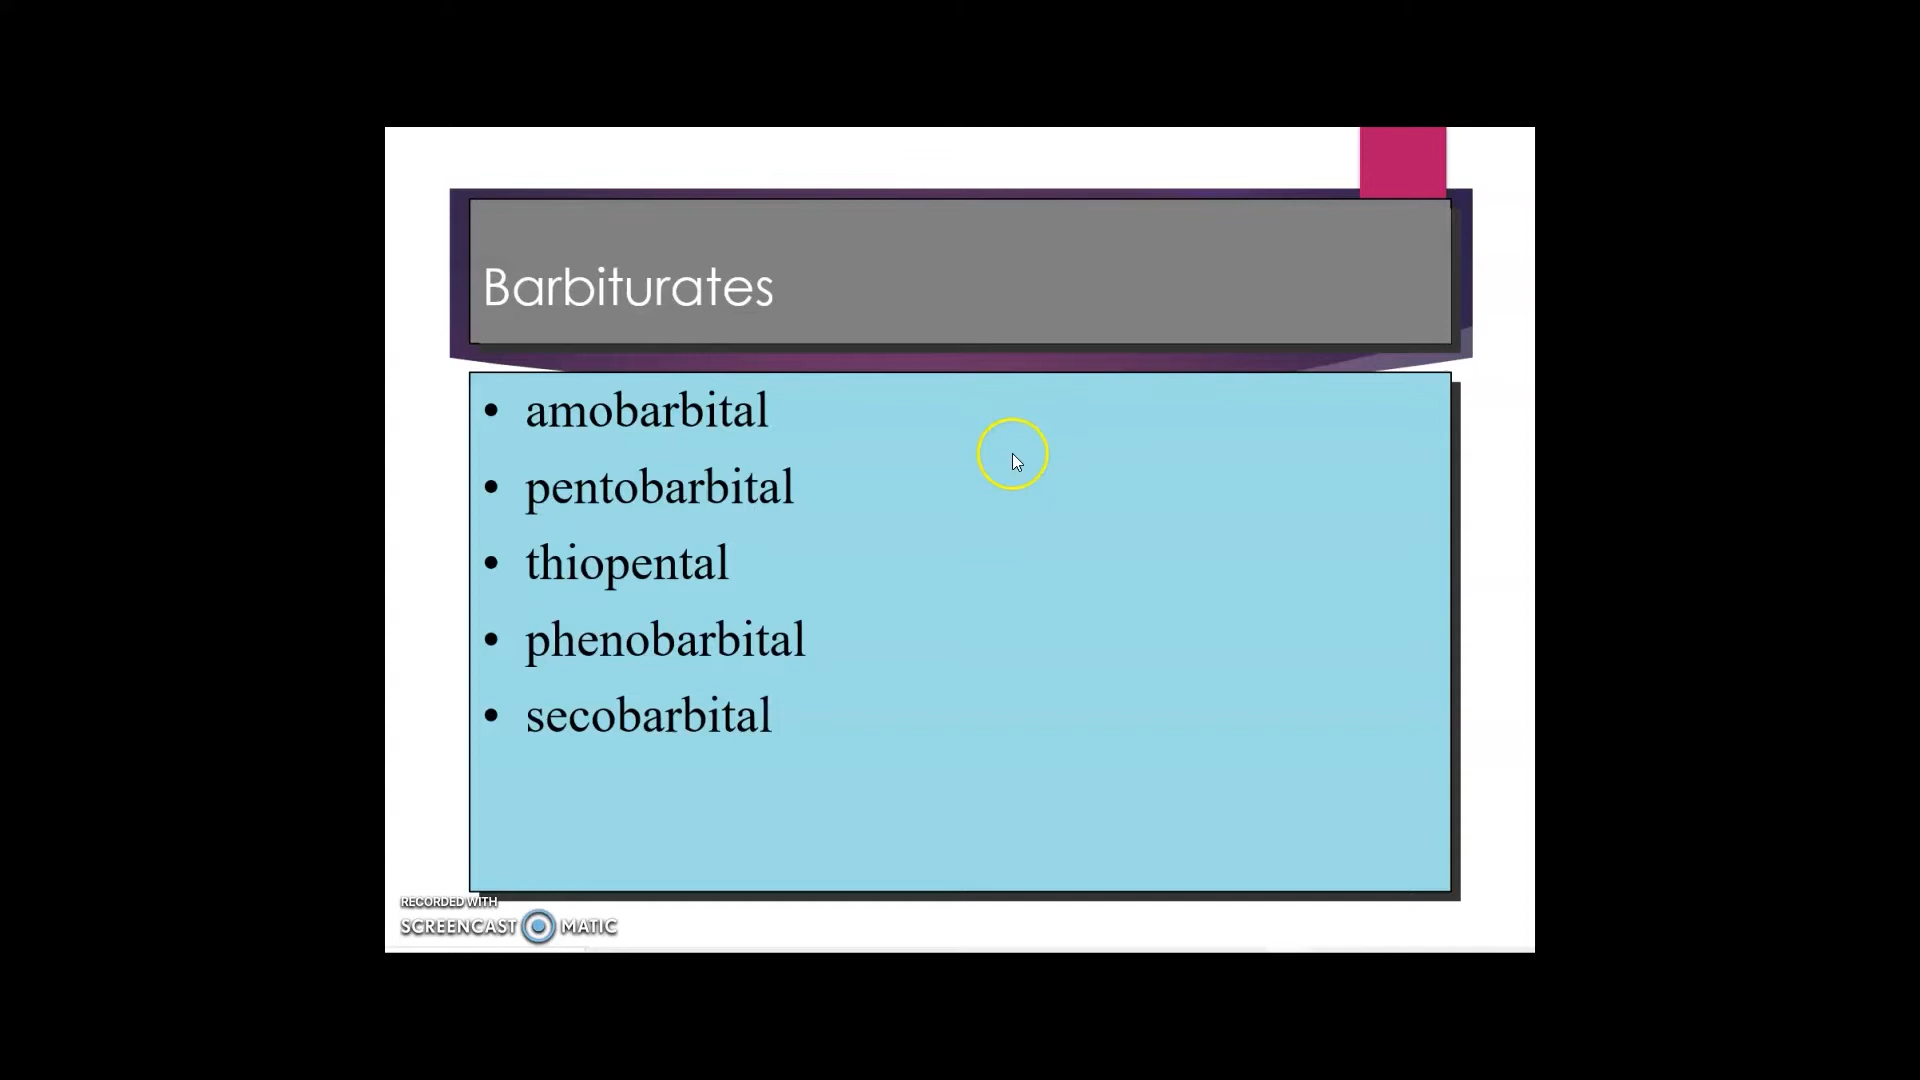 Barbiturates
• amobarbital
• pentobarbital
• thiopental
• phenobarbital
• secobarbital
RECORDED WITH
SCREENCAST MATIC